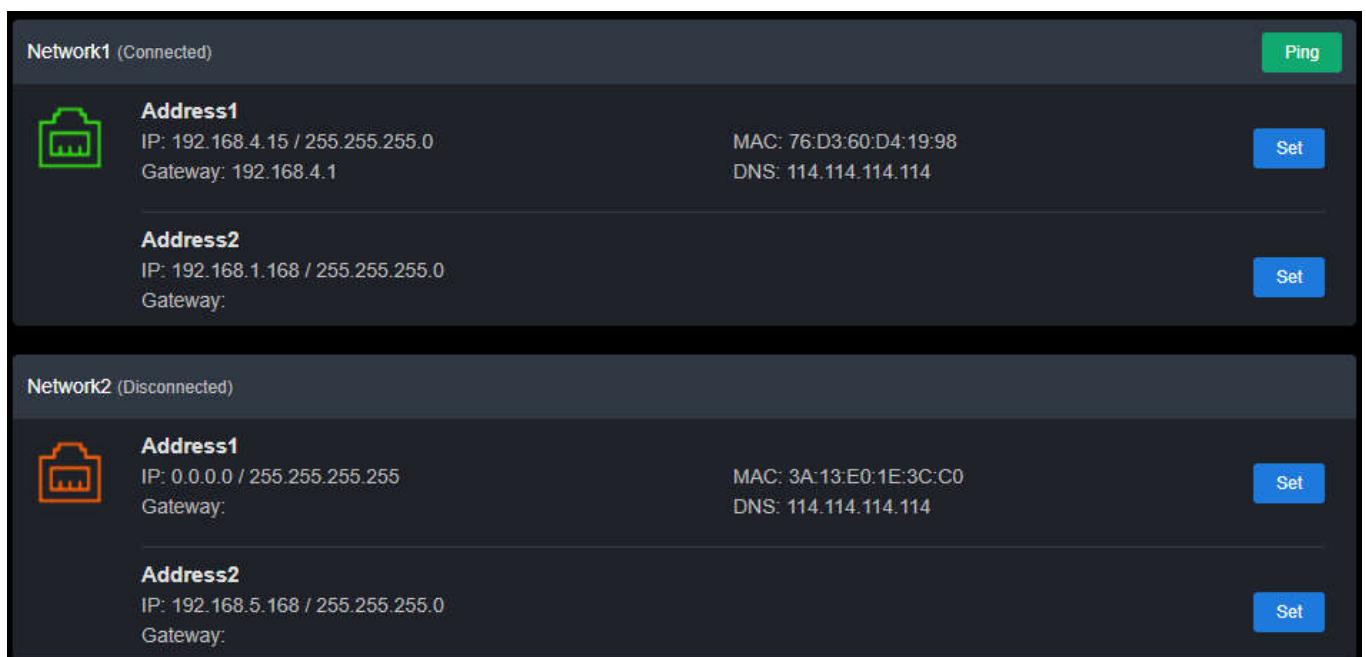 Network1 (Connected)
Ping
Address1
IP: 192.168.4.15 / 255.255.255.0
MAC: 76:D3:60:D4:19:98
Set
Gateway: 192.168.4.1
DNS: 114.114.114.114
Address2
IP: 192.168.1.168 / 255.255.255.0
Set
Gateway:
Network2 (Disconnected)
Address1
IP: 0.0.0.0 / 255.255.255.255
MAC: 3A:13:E0:1E:3C:C0
Set
Gateway:
DNS: 114.114.114.114
Address2
IP: 192.168.5.168 / 255.255.255.0
Set
Gateway: